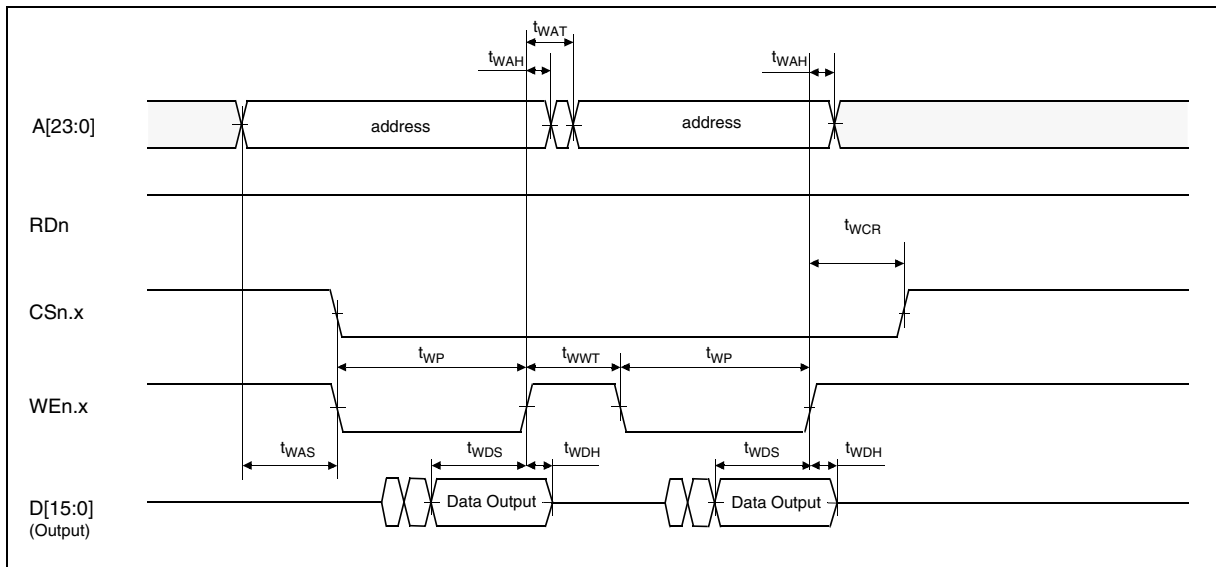 tWAT
tWAH
tWAH
A[23:0]
address
address
RDn
tWCR
CSn.x
tWP
tWWT
tWP
WEn.x
tWAS
tWDS
tWDH
tWDS
tWDH
D[15:0]
(Output)
Data Output
Data Output